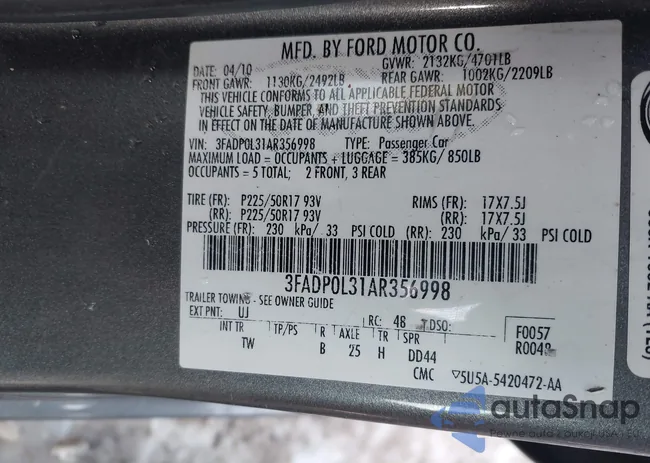 MFD. BY FORD MOTOR CO.
DATE: 04/10 GVWR: 2132KG/4701LB
FRONT GAWR: 1130KG/2492LB REAR GAWR: 1002KG/2209LB
THIS VEHICLE CONFORMS TO ALL APPLICABLE FEDERAL MOTOR
VEHICLE SAFETY, BUMPER, AND THEFT PREVENTION STANDARDS
IN EFFECT ON THE DATE OF MANUFACTURE SHOWN ABOVE.
VIN: 3FADP0L31AR356998 TYPE: Passenger Car
MAXIMUM LOAD = OCCUPANTS + LUGGAGE = 385KG/ 850LB
OCCUPANTS = 5 TOTAL; 2 FRONT, 3 REAR
TIRE (FR): P225/50R17 93V RIMS (FR): 17X7.5J
(RR): P225/50R17 93V (RR): 17X7.5J
PRESSURE (FR): 230 kPa/ 33 PSI COLD (RR): 230 kPa/33 PSI COLD
3FADP0L31AR356998
TRAILER TOWING - SEE OWNER GUIDE
EXT PNT: UJ RC: 48 DSO: F0057
INT TR TP/PS R AXLE TR SPR
TW B 25 H DD44
CMC 5U5A-5420472-AA
autoSnap